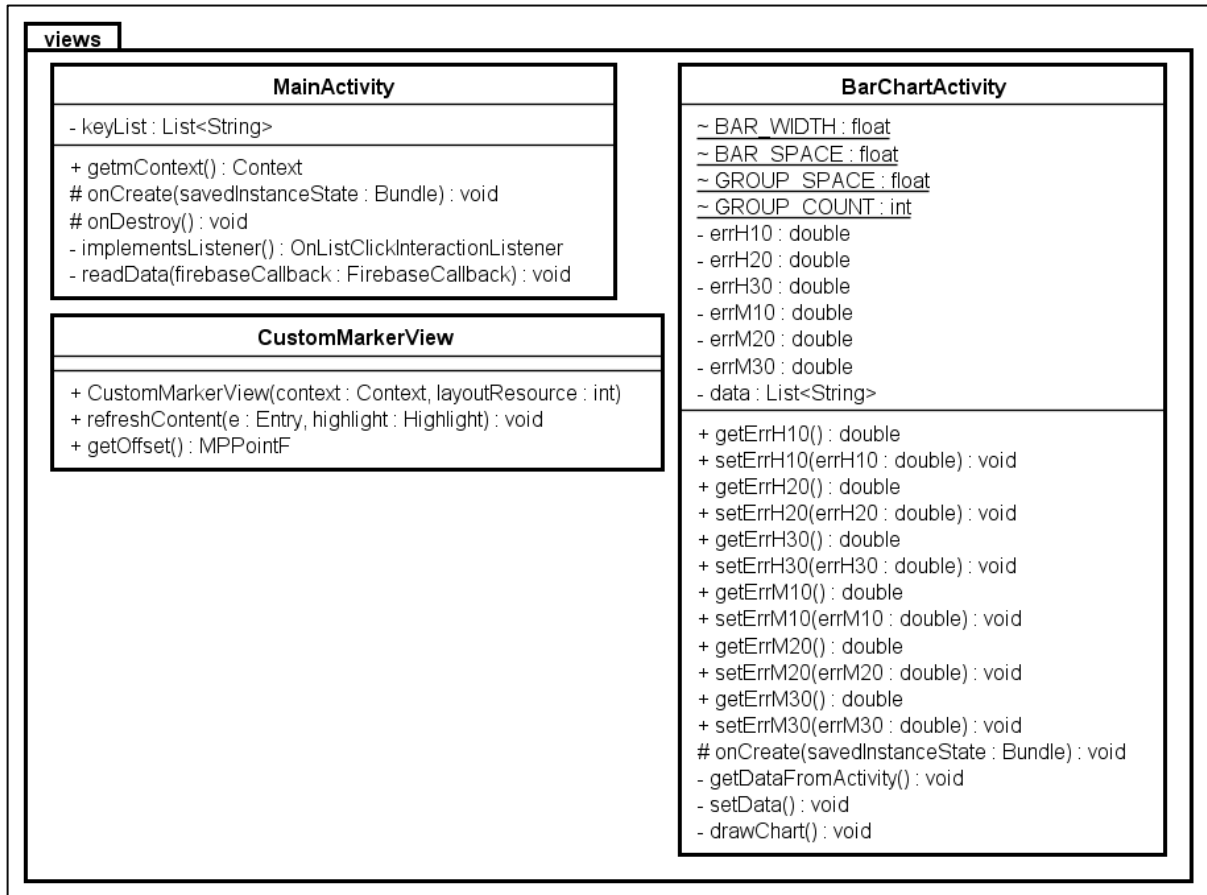 views
MainActivity
- keyList : List<String>
+ getmContext() : Context
# onCreate(savedInstanceState : Bundle) : void
# onDestroy() : void
- implementsListener() : OnListClickInteractionListener
- readData(firebaseCallback : FirebaseCallback) : void
CustomMarkerView
+ CustomMarkerView(context : Context, layoutResource : int)
+ refreshContent(e : Entry, highlight : Highlight) : void
+ getOffset() : MPPointF
BarChartActivity
~ BAR_WIDTH : float
~ BAR_SPACE : float
~ GROUP_SPACE : float
~ GROUP_COUNT : int
- errH10 : double
- errH20 : double
- errH30 : double
- errM10 : double
- errM20 : double
- errM30 : double
- data : List<String>
+ getErrH10() : double
+ setErrH10(errH10 : double) : void
+ getErrH20() : double
+ setErrH20(errH20 : double) : void
+ getErrH30() : double
+ setErrH30(errH30 : double) : void
+ getErrM10() : double
+ setErrM10(errM10 : double) : void
+ getErrM20() : double
+ setErrM20(errM20 : double) : void
+ getErrM30() : double
+ setErrM30(errM30 : double) : void
# onCreate(savedInstanceState : Bundle) : void
- getDataFromActivity() : void
- setData() : void
- drawChart() : void